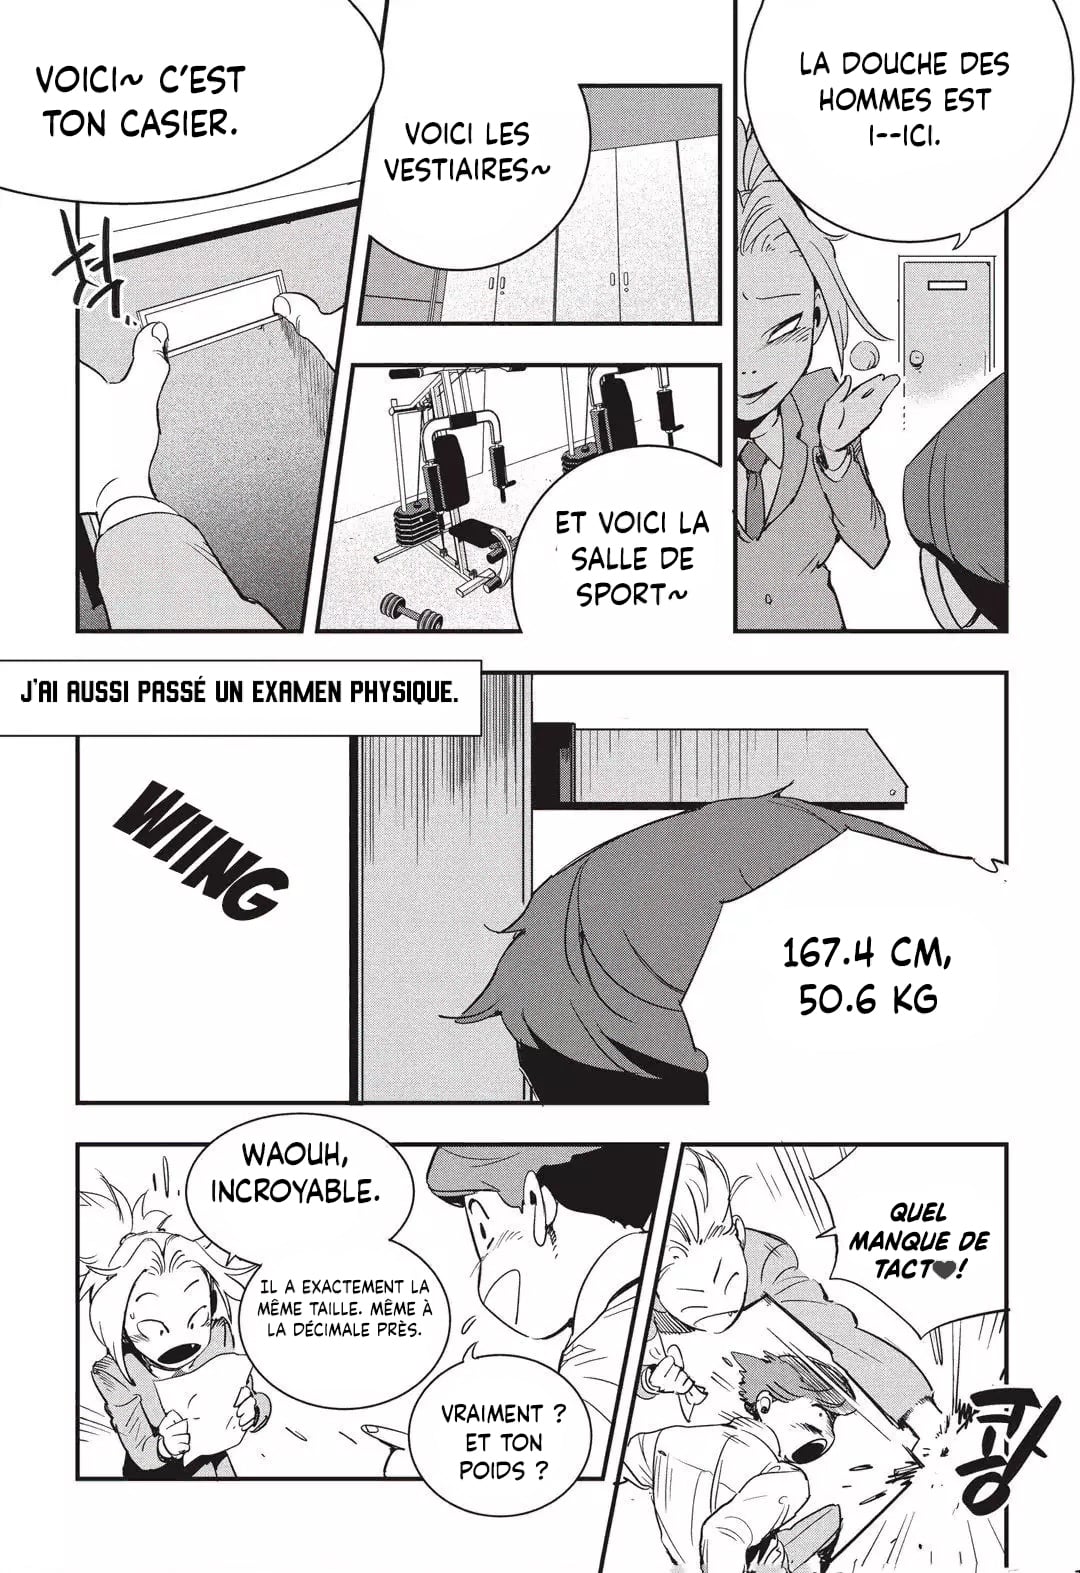 LA DOUCHE DES
HOMMES EST
I--ICI.
VOICI LES
VESTIAIRES~
VOICI~ C'EST
TON CASIER.
ET VOICI LA
SALLE DE
SPORT~
J'AI AUSSI PASSÉ UN EXAMEN PHYSIQUE.
WIING
167.4 CM,
50.6 KG
WAOUH,
INCROYABLE.
IL A EXACTEMENT LA
MÊME TAILLE. MÊME À
LA DÉCIMALE PRÈS.
VRAIMENT ?
ET TON
POIDS ?
QUEL
MANQUE DE
TACT♥!
쾅